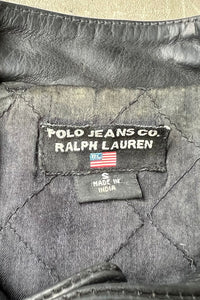 POLO JEANS CO.
RALPH LAUREN
S
MADE IN
INDIA